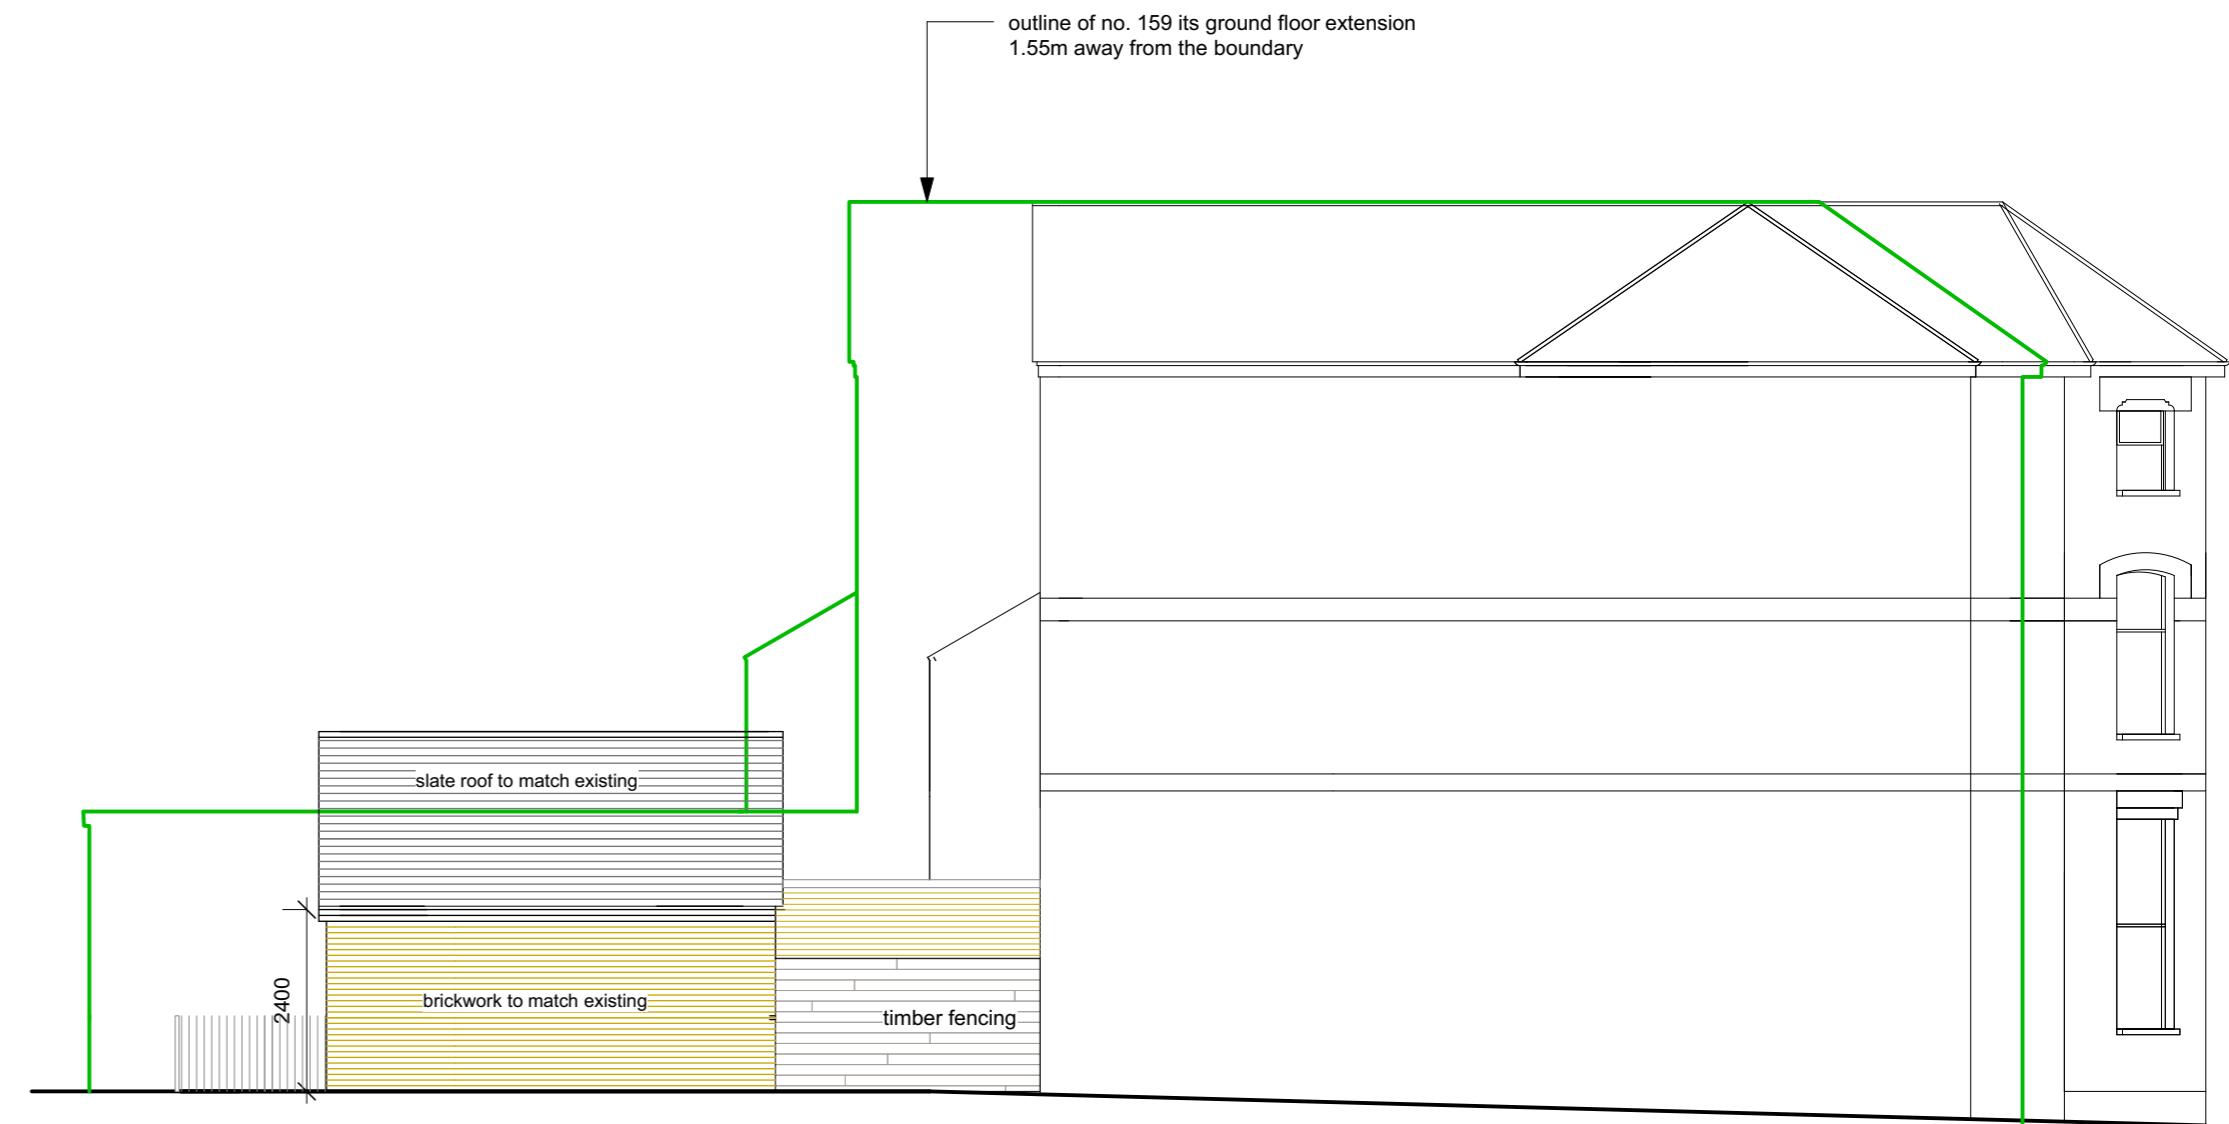 outline of no. 159 its ground floor extension
1.55m away from the boundary
slate roof to match existing
2400
brickwork to match existing
timber fencing